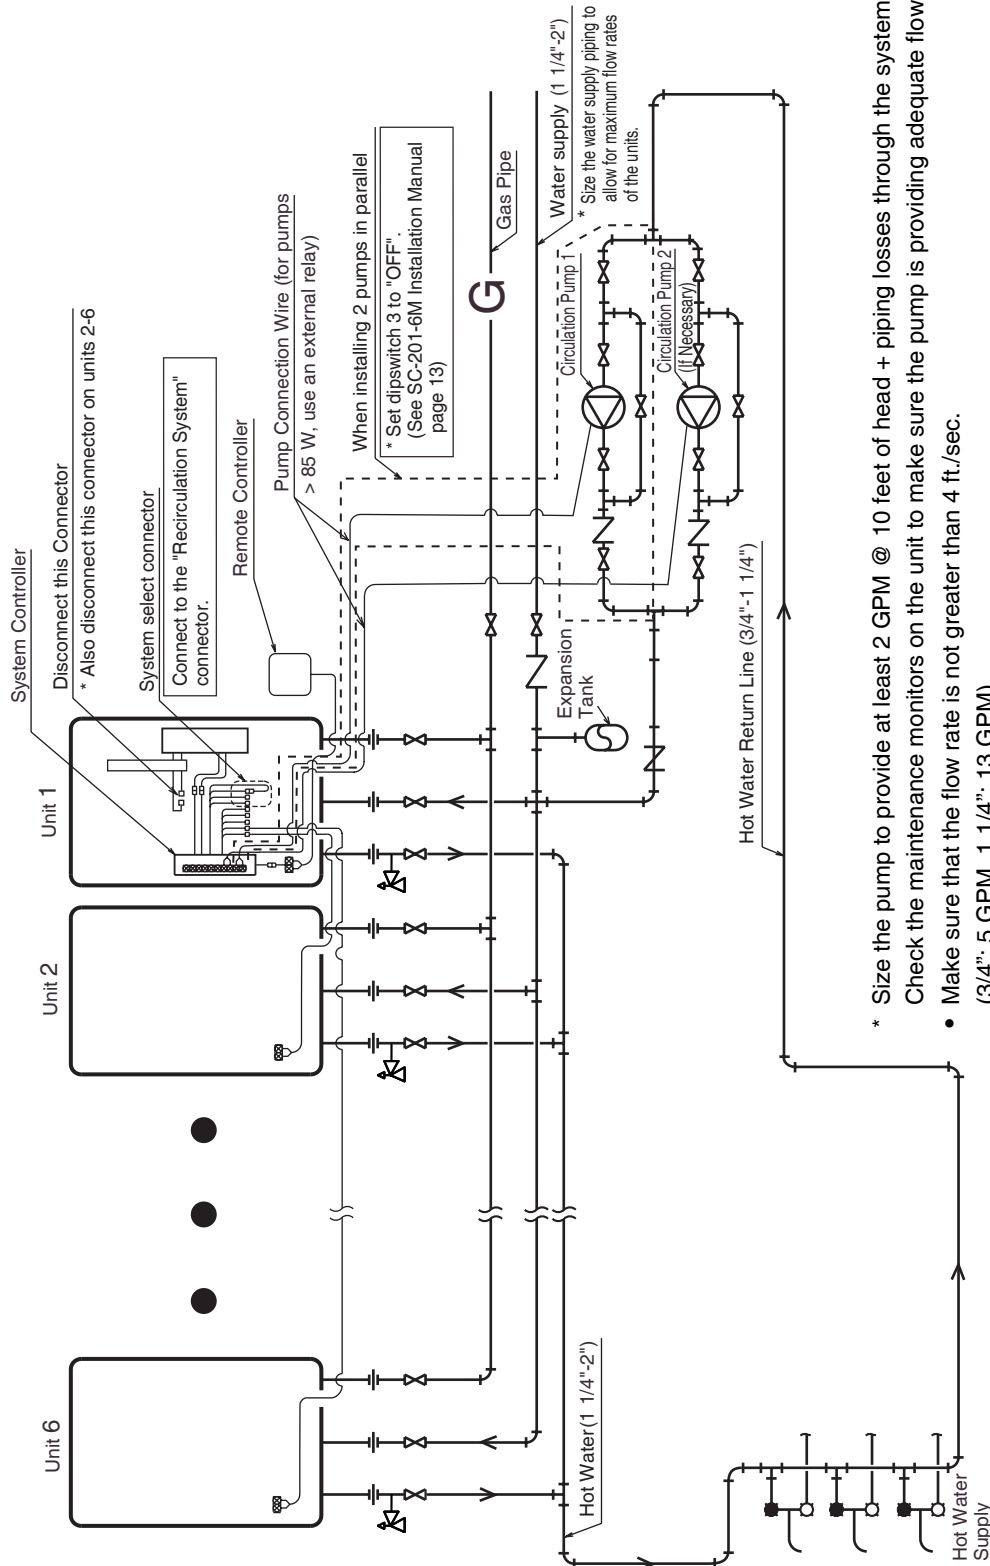 System Controller
Disconnect this Connector
* Also disconnect this connector on units 2-6
System select connector
Connect to the "Recirculation System"
connector.
Remote Controller
Pump Connection Wire (for pumps
> 85 W, use an external relay)
When installing 2 pumps in parallel
* Set dipswitch 3 to "OFF".
(See SC-201-6M Installation Manual
page 13)
G
Gas Pipe
Water supply (1 1/4"-2")
* Size the water supply piping to
allow for maximum flow rates
of the units.
Unit 1
Unit 2
Unit 6
Expansion
Tank
Circulation Pump 1
Circulation Pump 2
(If Necessary)
Hot Water Return Line (3/4"-1 1/4")
Hot Water(1 1/4"-2")
Hot Water
Supply
* Size the pump to provide at least 2 GPM @ 10 feet of head + piping losses through the system
Check the maintenance monitors on the unit to make sure the pump is providing adequate flow
• Make sure that the flow rate is not greater than 4 ft./sec.
(3/4": 5 GPM, 1 1/4": 13 GPM)